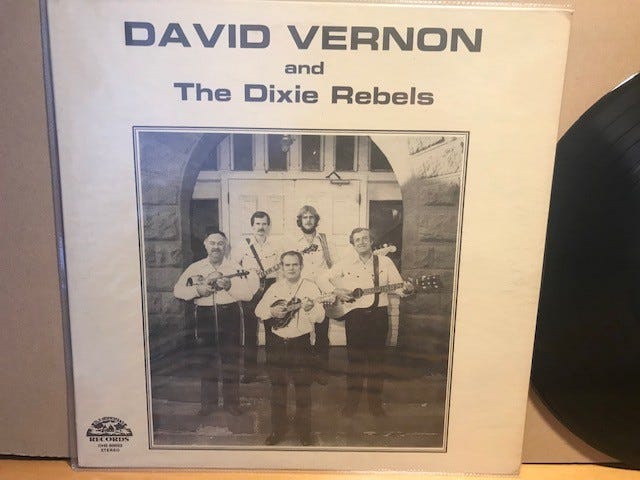 DAVID VERNON
and
The Dixie Rebels
RECORDS
STEREO